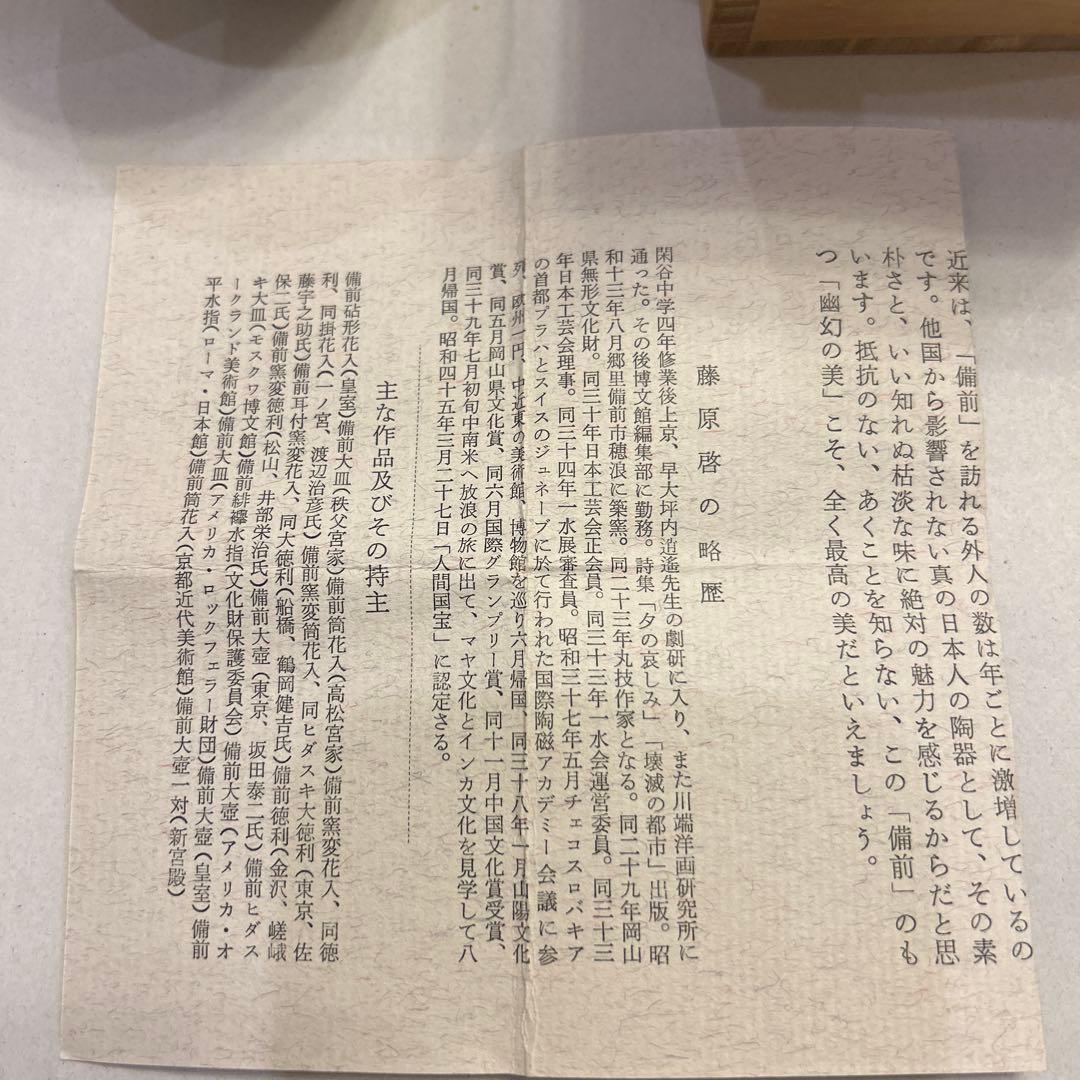 近来は、「備前」を訪れる外人の数は年ごとに激増しているの
です。他国から影響されない真の日本人の陶器として、その素
朴さと、いい知れぬ枯淡な味に絶対の魅力を感じるからだと思
います。抵抗のない、あくことを知らない、この「備前」のも
つ「幽幻の美」こそ、全く最高の美だといえましょう。
藤原啓の略歴
閑谷中学四年修業後上京、早大坪内逍遙先生の劇研に入り、また川端洋画研究所に
通った。その後博文館編集部に勤務。詩集「夕の哀しみ」「壊滅の都市」出版。昭
和十三年八月郷里備前市穂浪に築窯。同二十三年丸技作家となる。同二十九年岡山
県無形文化財。同三十年日本工芸会正会員。同三十三年一水会運営委員。同三十三
年日本工芸会理事。同三十四年一水展審査員。昭和三十七年五月チェコスロバキア
の首都プラハとスイスのジュネーブに於て行われた国際陶磁アカデミー会議に参
列、欧州一円、中近東の美術館、博物館を巡り六月帰国、同三十八年一月山陽文化
賞、同五月岡山県文化賞、同六月国際グランプリー賞、同十一月中国文化賞受賞、
同三十九年七月初旬中南米へ放浪の旅に出て、マヤ文化とインカ文化を見学して八
月帰国。昭和四十五年三月二十七日「人間国宝」に認定さる。
主な作品及びその持主
備前砧形花入(皇室)備前大皿(秩父宮家)備前筒花入(高松宮家)備前窯変花入、同徳
利、同掛花入(一ノ宮、渡辺治彦氏)備前窯変筒花入、同ヒダスキ大徳利(東京、佐
藤宇之助氏)備前耳付窯変花入、同大徳利(船橋、鶴岡健吉氏)備前徳利(金沢、嵯峨
保二氏)備前窯変徳利(松山、井部栄治氏)備前大壺(東京、坂田泰二氏)備前ヒダス
キ大皿(モスクワ博文館)備前緋襷水指(文化財保護委員会)備前大壺(アメリカ・オ
ークランド美術館)備前大皿(アメリカ・ロックフェラー財団)備前大壺(皇室)備前
平水指(ローマ・日本館)備前筒花入(京都近代美術館)備前大壺一対(新宮殿)